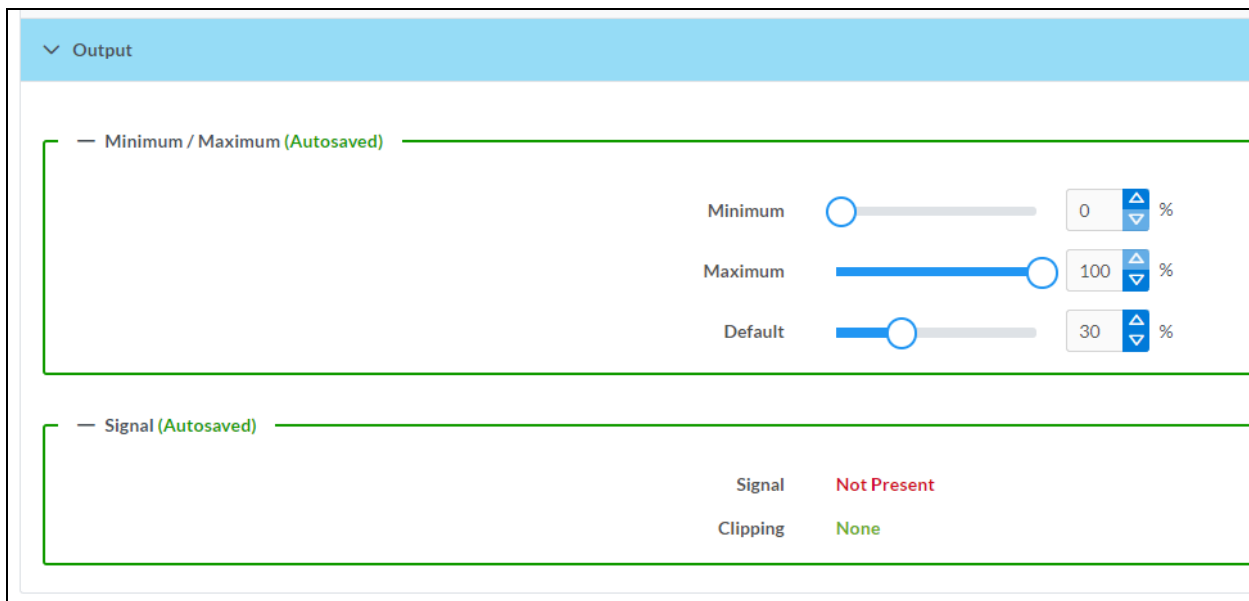 Output
Minimum / Maximum (Autosaved)
Minimum 0 %
Maximum 100 %
Default 30 %
Signal (Autosaved)
Signal Not Present
Clipping None